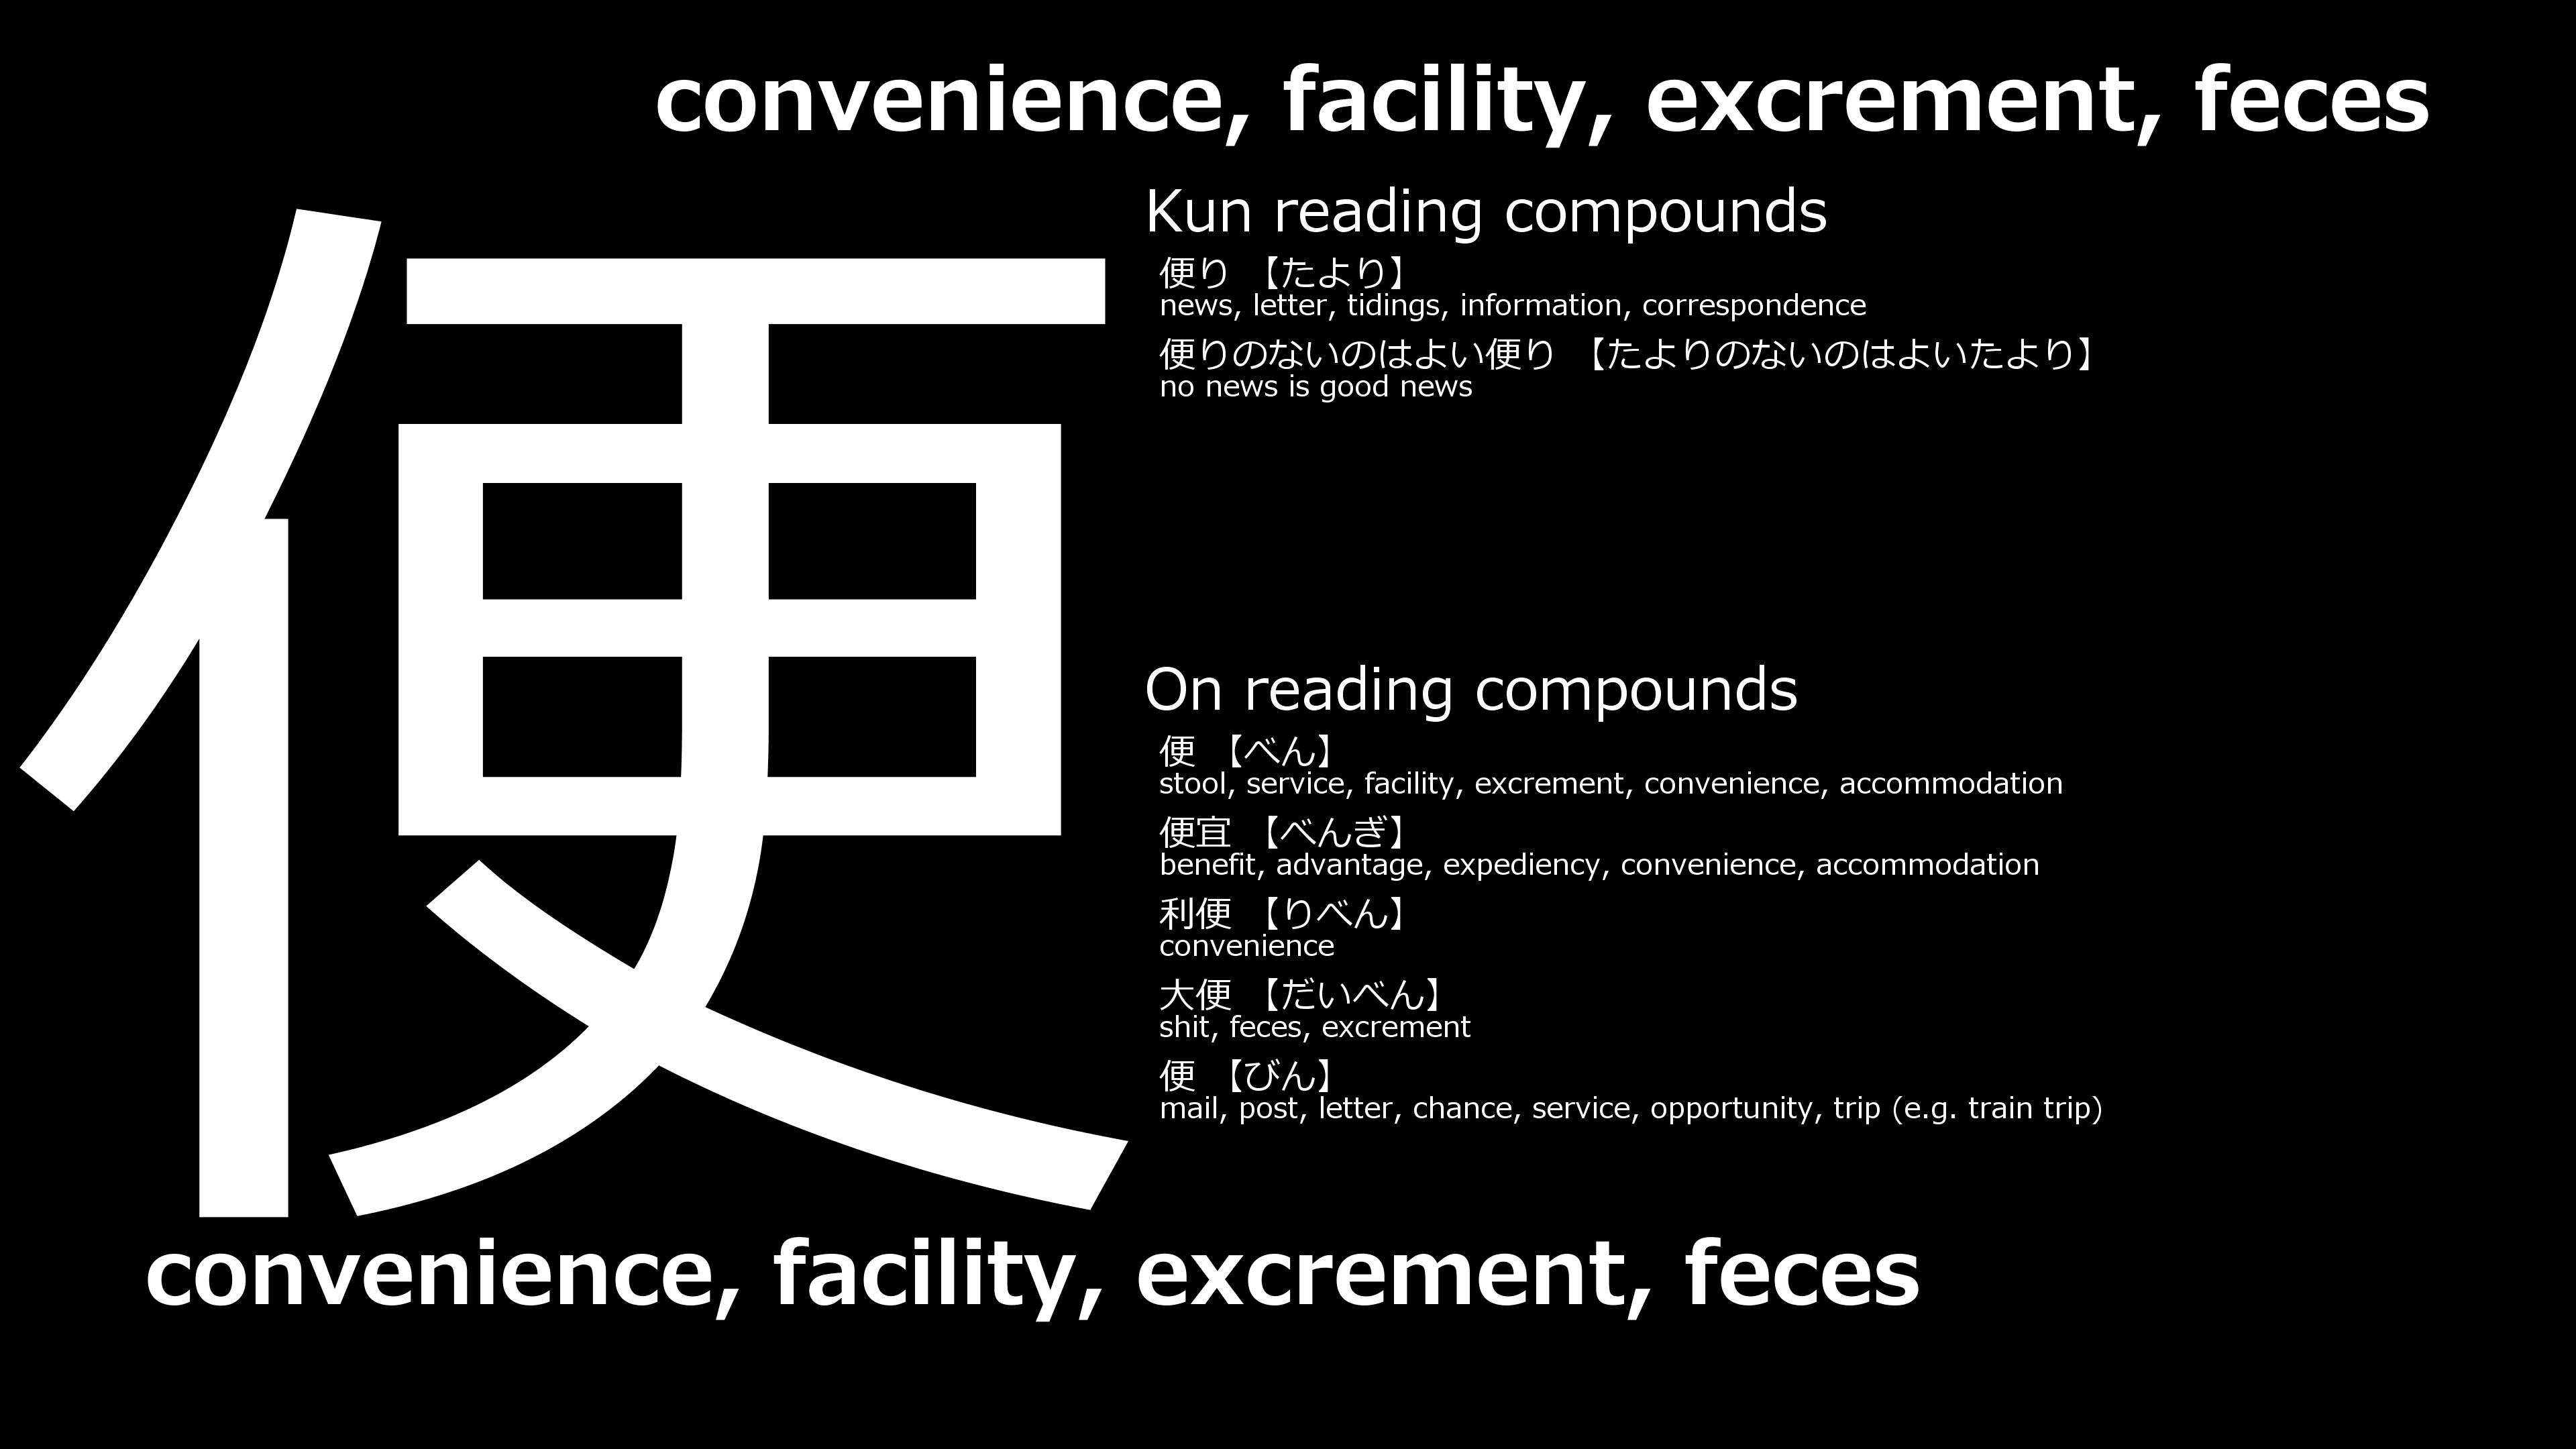 convenience, facility, excrement, feces
便
Kun reading compounds
便り 【たより】
news, letter, tidings, information, correspondence
便りのないのはよい便り 【たよりのないのはよいたより】
no news is good news
On reading compounds
便 【べん】
stool, service, facility, excrement, convenience, accommodation
便宜 【べんぎ】
benefit, advantage, expediency, convenience, accommodation
利便 【りべん】
convenience
大便 【だいべん】
shit, feces, excrement
便 【びん】
mail, post, letter, chance, service, opportunity, trip (e.g. train trip)
convenience, facility, excrement, feces